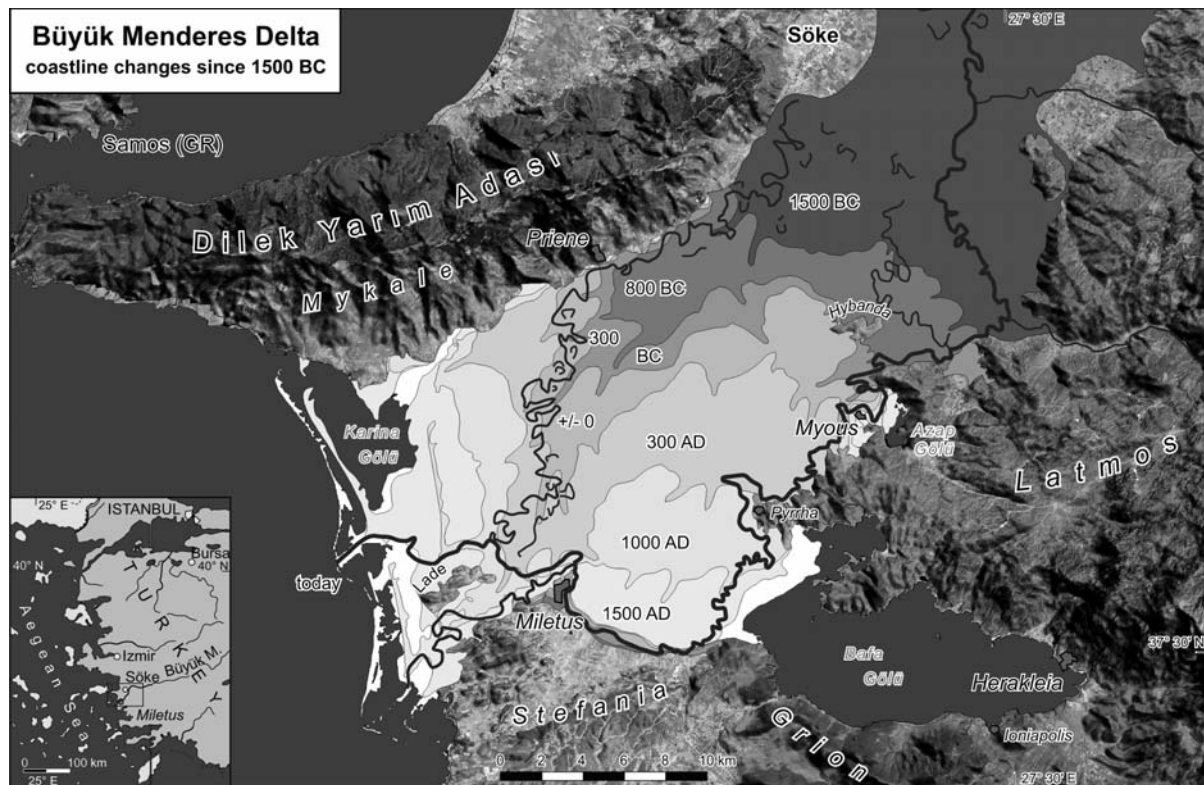 Büyük Menderes Delta
coastline changes since 1500 BC
27° 30' E
Söke
Samos (GR)
Dilek Yarım Adası
Mykale
Priene
1500 BC
800 BC
Hybanda
300
BC
+/- 0
300 AD
Myous
Azap
Gölü
Latmos
Karina
Gölü
Pyrrha
1000 AD
today
Lade
1500 AD
Miletus
37° 30' N
Bafa
Gölü
Herakleia
Stefania
Grion
Ioniapolis
0 2 4 6 8 10 km
27° 30' E
25° E
ISTANBUL
Bursa
40° N
40° N
TURKEY
Aegean Sea
Izmir
Büyük M.
Söke
Miletus
0 100 km
25° E